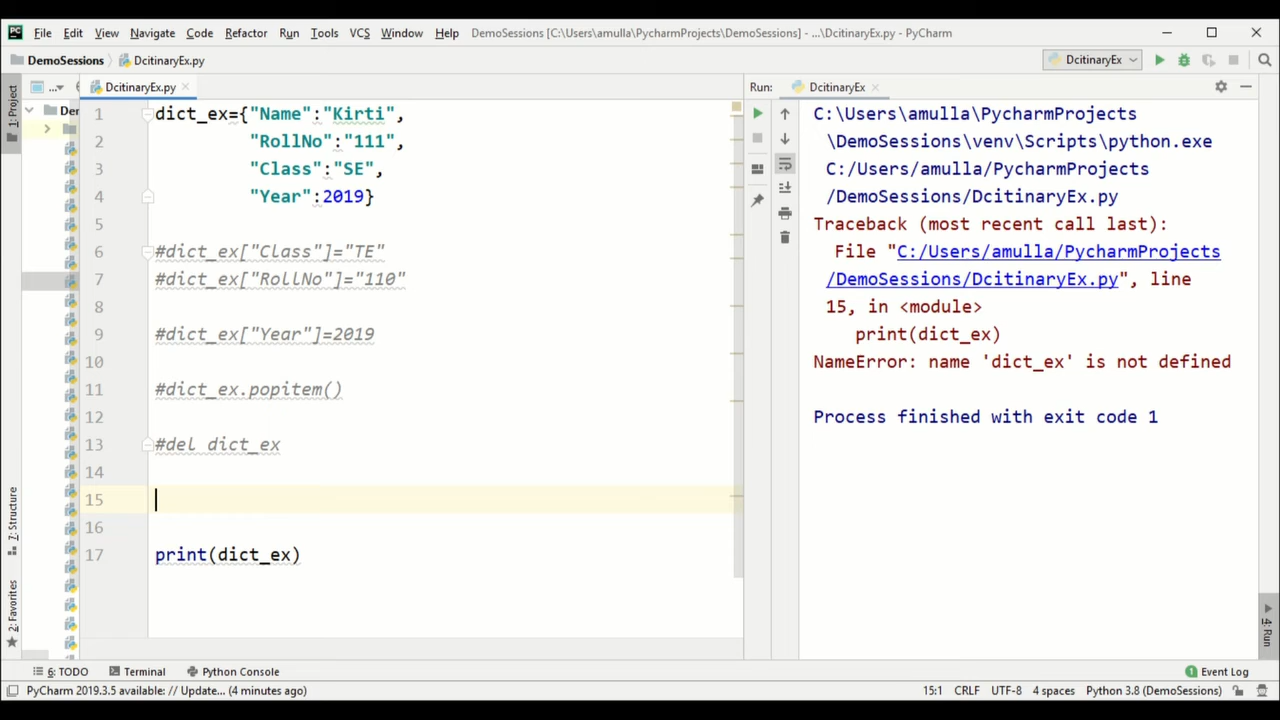 PC File Edit View Navigate Code Refactor Run Tools VCS Window Help DemoSessions [C:\Users\amulla\PycharmProjects\DemoSessions] - ...\DcitinaryEx.py - PyCharm
DemoSessions DcitinaryEx.py DcitinaryEx
1: Project
... DcitinaryEx.py
Der
1 dict_ex={"Name":"Kirti",
2 "RollNo":"111",
3 "Class":"SE",
4 "Year":2019}
5
6 #dict_ex["Class"]="TE"
7 #dict_ex["RollNo"]="110"
8
9 #dict_ex["Year"]=2019
10
11 #dict_ex.popitem()
12
13 #del dict_ex
14
15
16
17 print(dict_ex)
Run: DcitinaryEx
C:\Users\amulla\PycharmProjects
\DemoSessions\venv\Scripts\python.exe
C:/Users/amulla/PycharmProjects
/DemoSessions/DcitinaryEx.py
Traceback (most recent call last):
File "C:/Users/amulla/PycharmProjects
/DemoSessions/DcitinaryEx.py", line
15, in <module>
print(dict_ex)
NameError: name 'dict_ex' is not defined
Process finished with exit code 1
7: Structure
2: Favorites
4: Run
6: TODO Terminal Python Console 1 Event Log
PyCharm 2019.3.5 available: // Update... (4 minutes ago) 15:1 CRLF UTF-8 4 spaces Python 3.8 (DemoSessions)